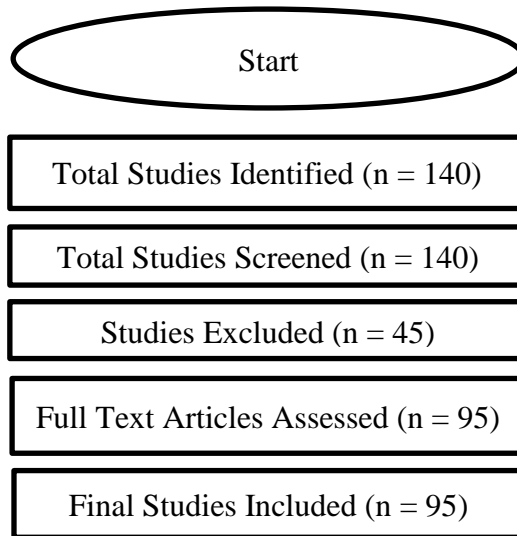 Start
Total Studies Identified (n = 140)
Total Studies Screened (n = 140)
Studies Excluded (n = 45)
Full Text Articles Assessed (n = 95)
Final Studies Included (n = 95)